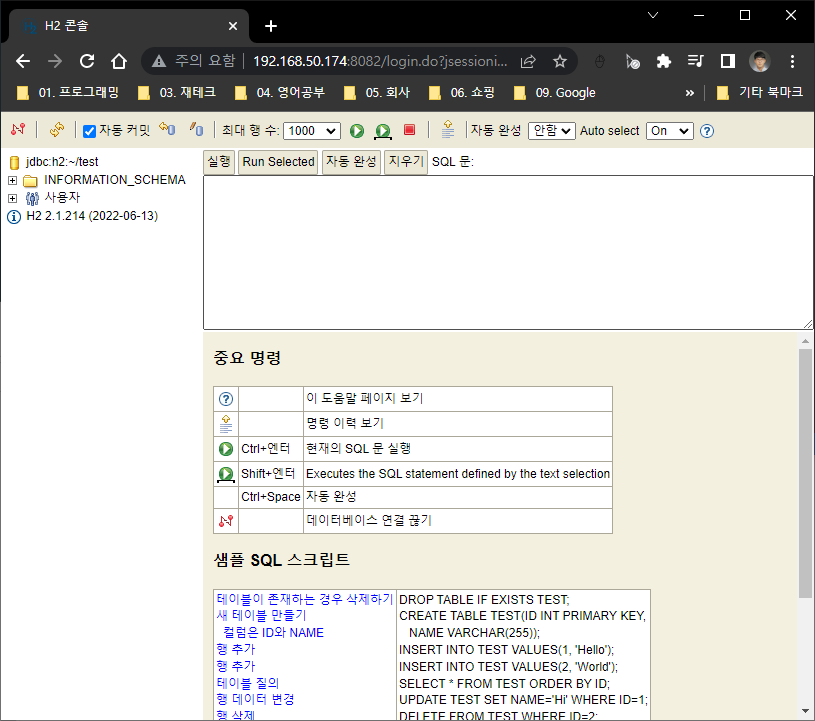 H2 콘솔
주의 요함 192.168.50.174:8082/login.do?jsessioni...
01. 프로그래밍 03. 재테크 04. 영어공부 05. 회사 06. 쇼핑 09. Google » 기타 북마크
자동 커밋 최대 행 수: 1000 자동 완성 안함 Auto select On
jdbc:h2:~/test
INFORMATION_SCHEMA
사용자
H2 2.1.214 (2022-06-13)
실행 Run Selected 자동 완성 지우기 SQL 문:
중요 명령
이 도움말 페이지 보기
명령 이력 보기
Ctrl+엔터 현재의 SQL 문 실행
Shift+엔터 Executes the SQL statement defined by the text selection
Ctrl+Space 자동 완성
데이터베이스 연결 끊기
샘플 SQL 스크립트
테이블이 존재하는 경우 삭제하기 DROP TABLE IF EXISTS TEST;
새 테이블 만들기 CREATE TABLE TEST(ID INT PRIMARY KEY,
컬럼은 ID와 NAME NAME VARCHAR(255));
행 추가 INSERT INTO TEST VALUES(1, 'Hello');
행 추가 INSERT INTO TEST VALUES(2, 'World');
테이블 질의 SELECT * FROM TEST ORDER BY ID;
행 데이터 변경 UPDATE TEST SET NAME='Hi' WHERE ID=1;
행 삭제 DELETE FROM TEST WHERE ID=2;